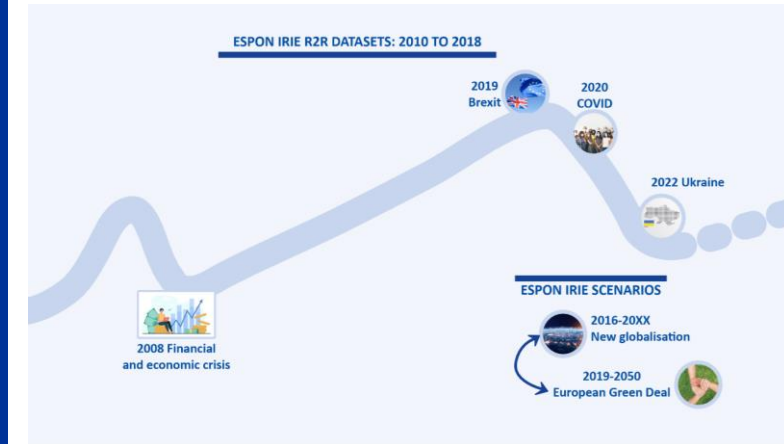 ESPON IRIE R2R DATASETS: 2010 TO 2018
2019
Brexit
2020
COVID
2022 Ukraine
2008 Financial
and economic crisis
ESPON IRIE SCENARIOS
2016-20XX
New globalisation
2019-2050
European Green Deal